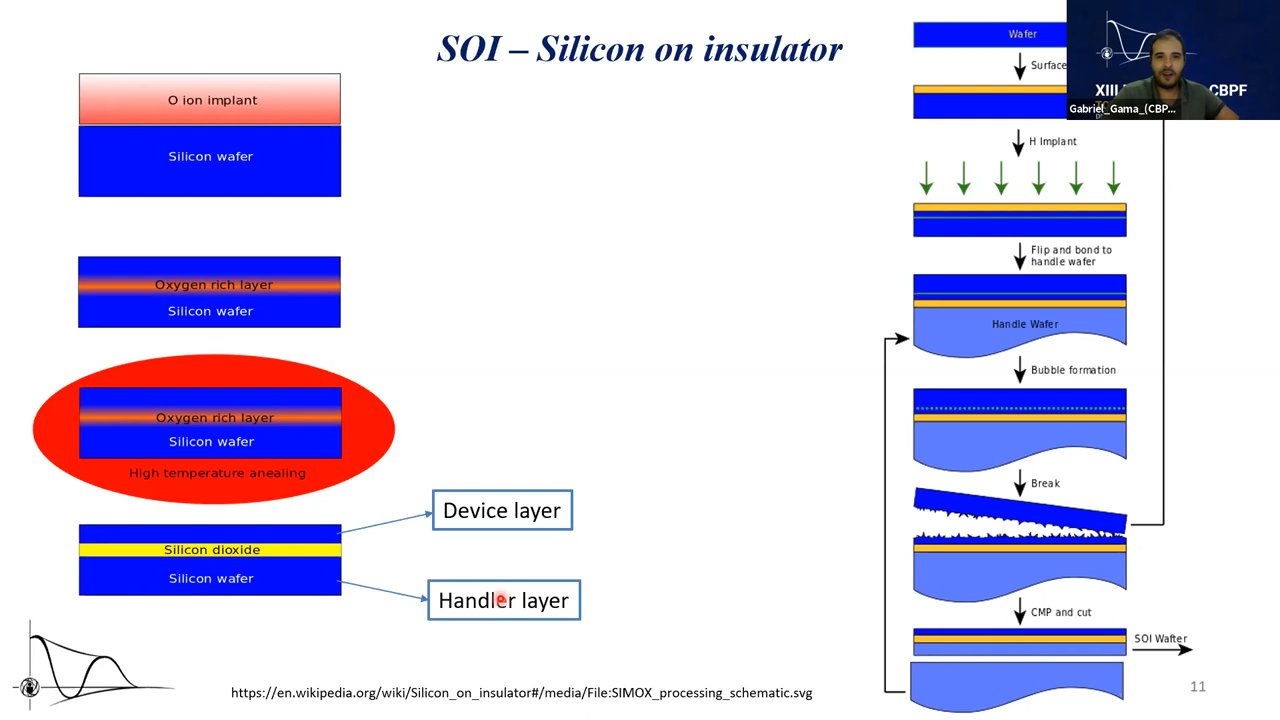 SOI – Silicon on insulator
O ion implant
Silicon wafer
Oxygen rich layer
Silicon wafer
Oxygen rich layer
Silicon wafer
High temperature anealing
Silicon dioxide
Silicon wafer
Device layer
Handler layer
https://en.wikipedia.org/wiki/Silicon_on_insulator#/media/File:SIMOX_processing_schematic.svg
Wafer
Surface
H Implant
Flip and bond to
handle wafer
Handle Wafer
Bubble formation
Break
CMP and cut
SOI Wafter
11
XIII
CBPF
Gabriel_Gama_(CBP...